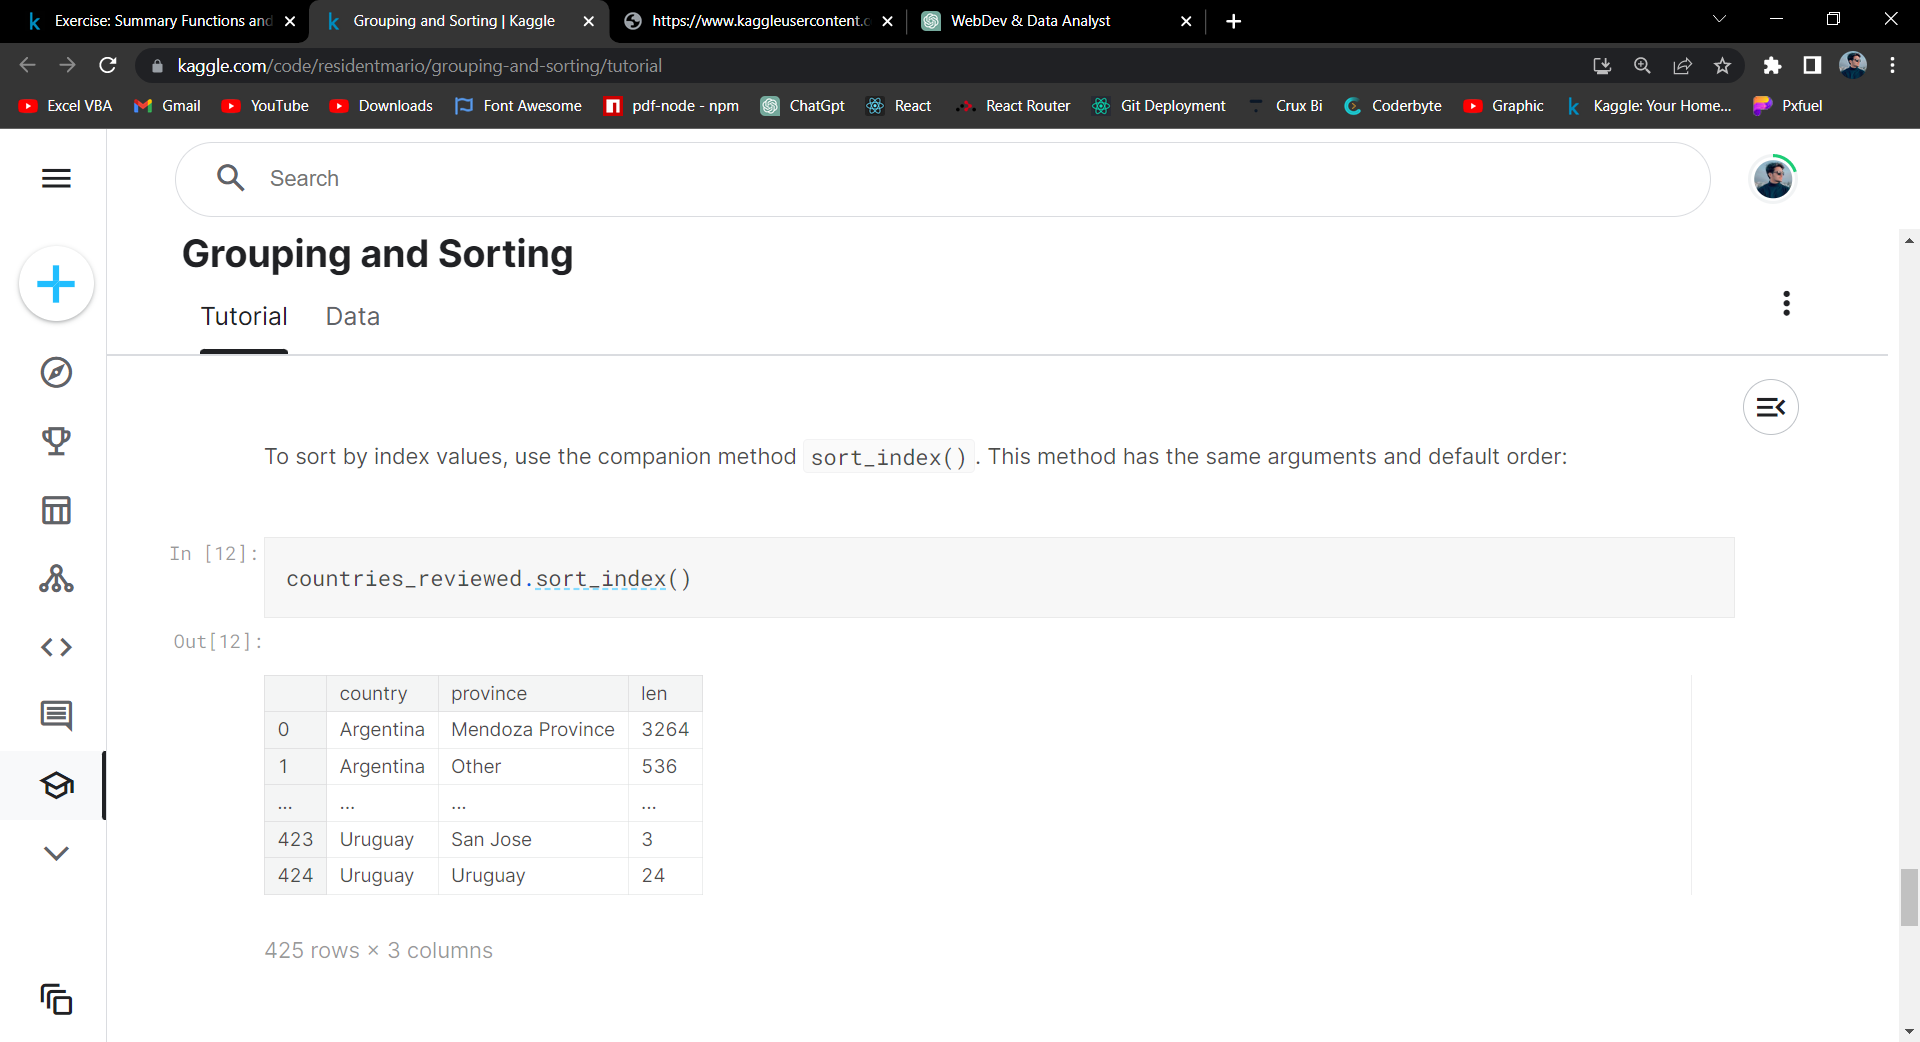 Exercise: Summary Functions and
Grouping and Sorting | Kaggle
https://www.kaggleusercontent.c
WebDev & Data Analyst
kaggle.com/code/residentmario/grouping-and-sorting/tutorial
Excel VBA
Gmail
YouTube
Downloads
Font Awesome
pdf-node - npm
ChatGpt
React
React Router
Git Deployment
Crux Bi
Coderbyte
Graphic
Kaggle: Your Home...
Pxfuel
Search
Grouping and Sorting
Tutorial Data
To sort by index values, use the companion method sort_index(). This method has the same arguments and default order:
In [12]:
countries_reviewed.sort_index()
Out[12]:
country province len
0 Argentina Mendoza Province 3264
1 Argentina Other 536
... ... ... ...
423 Uruguay San Jose 3
424 Uruguay Uruguay 24
425 rows × 3 columns